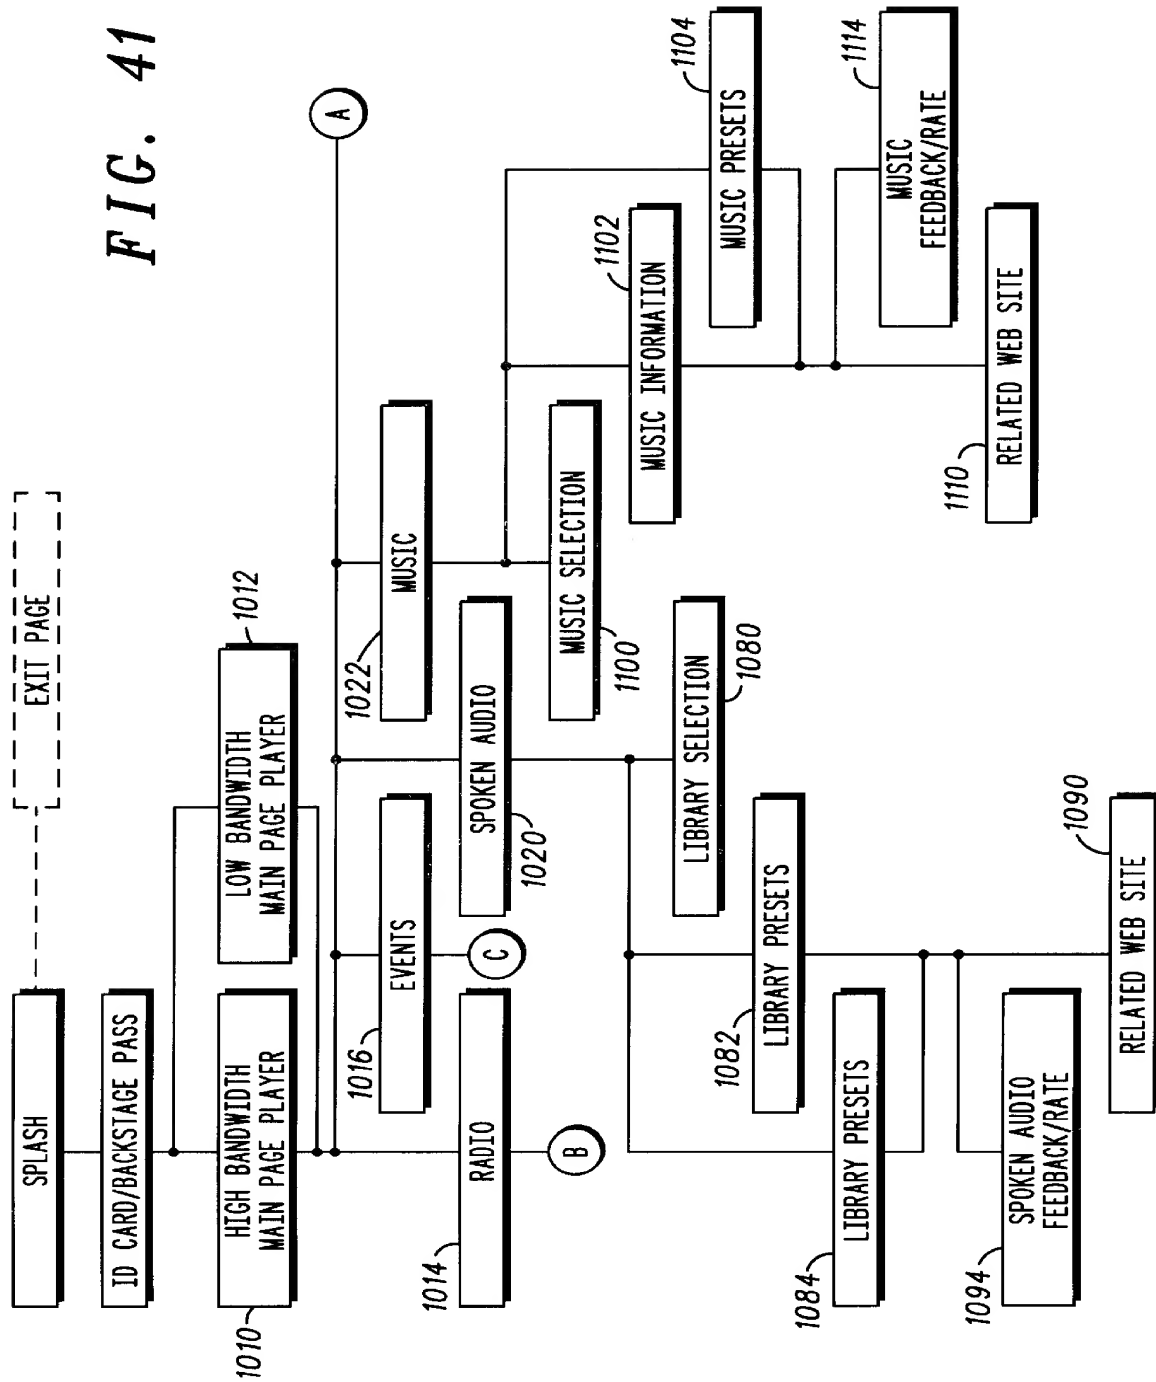 FIG. 41
SPLASH
EXIT PAGE
ID CARD/BACKSTAGE PASS
HIGH BANDWIDTH
MAIN PAGE PLAYER
1010
LOW BANDWIDTH
MAIN PAGE PLAYER
1012
A
RADIO
1014
B
EVENTS
1016
C
SPOKEN AUDIO
1020
MUSIC
1022
MUSIC SELECTION
1100
MUSIC INFORMATION
1102
MUSIC PRESETS
1104
LIBRARY SELECTION
1080
LIBRARY PRESETS
1082
LIBRARY PRESETS
1084
SPOKEN AUDIO
FEEDBACK/RATE
1094
RELATED WEB SITE
1090
MUSIC
FEEDBACK/RATE
1114
RELATED WEB SITE
1110